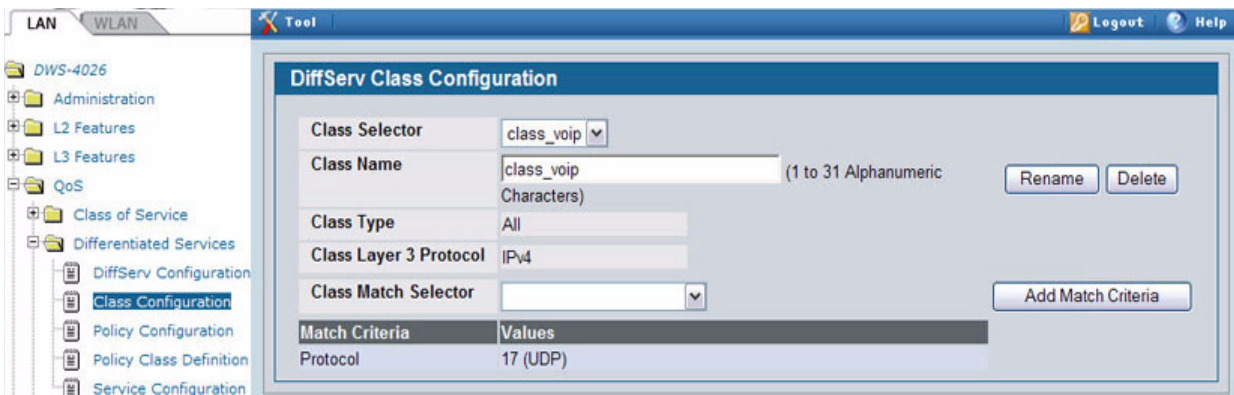 LAN WLAN Tool Logout Help
DWS-4026
Administration
L2 Features
L3 Features
QoS
Class of Service
Differentiated Services
DiffServ Configuration
Class Configuration
Policy Configuration
Policy Class Definition
Service Configuration
DiffServ Class Configuration
Class Selector class_voip
Class Name class_voip (1 to 31 Alphanumeric
Characters) Rename Delete
Class Type All
Class Layer 3 Protocol IPv4
Class Match Selector Add Match Criteria
Match Criteria Values
Protocol 17 (UDP)